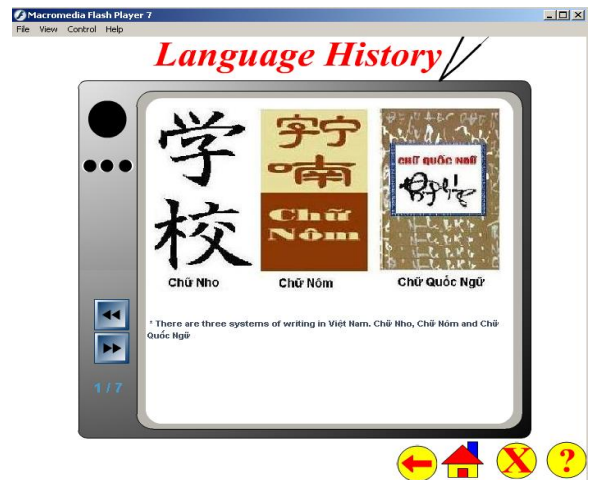 Macromedia Flash Player 7
File View Control Help
Language History
学
校
𡨸
喃
Chữ
Nôm
CHỮ QUỐC NGỮ
Chữ Nho
Chữ Nôm
Chữ Quốc Ngữ
* There are three systems of writing in Việt Nam. Chữ Nho, Chữ Nôm and Chữ
Quốc Ngữ
1 / 7
X
?